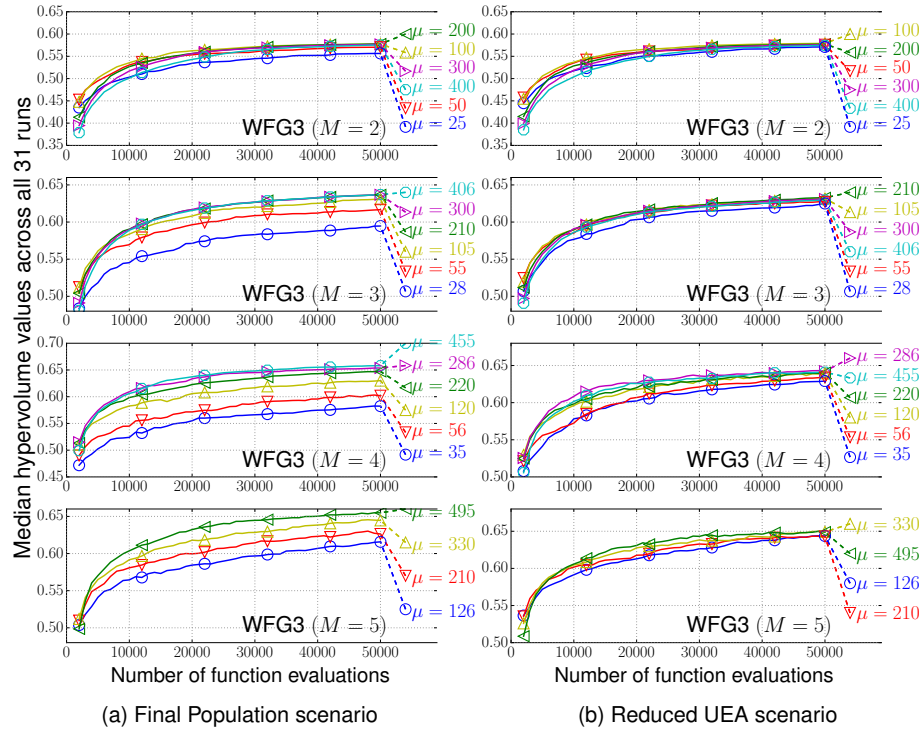 Median hypervolume values across all 31 runs
0.65
0.60
0.55
0.50
0.45
0.40
0.35
0 10000 20000 30000 40000 50000
WFG3 (M = 2)
μ = 200
μ = 100
μ = 300
μ = 400
μ = 50
μ = 25
0.65
0.60
0.55
0.50
0.45
0.40
0.35
0 10000 20000 30000 40000 50000
WFG3 (M = 2)
μ = 100
μ = 200
μ = 50
μ = 300
μ = 400
μ = 25
0.65
0.60
0.55
0.50
0 10000 20000 30000 40000 50000
WFG3 (M = 3)
μ = 406
μ = 300
μ = 210
μ = 105
μ = 55
μ = 28
0.65
0.60
0.55
0.50
0 10000 20000 30000 40000 50000
WFG3 (M = 3)
μ = 210
μ = 105
μ = 300
μ = 406
μ = 55
μ = 28
0.70
0.65
0.60
0.55
0.50
0.45
0 10000 20000 30000 40000 50000
WFG3 (M = 4)
μ = 455
μ = 286
μ = 220
μ = 120
μ = 56
μ = 35
0.65
0.60
0.55
0.50
0 10000 20000 30000 40000 50000
WFG3 (M = 4)
μ = 286
μ = 455
μ = 220
μ = 120
μ = 56
μ = 35
0.65
0.60
0.55
0.50
0 10000 20000 30000 40000 50000
WFG3 (M = 5)
μ = 495
μ = 330
μ = 210
μ = 126
0.65
0.60
0.55
0.50
0 10000 20000 30000 40000 50000
WFG3 (M = 5)
μ = 330
μ = 495
μ = 126
μ = 210
Number of function evaluations
Number of function evaluations
(a) Final Population scenario
(b) Reduced UEA scenario